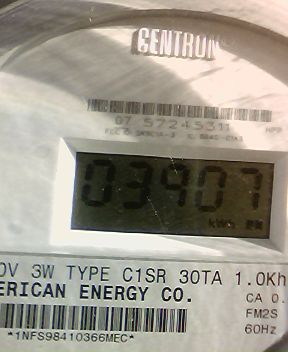 CENTRON
07 57245311
03907
kWh
0V 3W TYPE C1SR 30TA 1.0Kh
ERICAN ENERGY CO.
CA 0.
FM2S
60Hz
*1NFS98410366MEC*